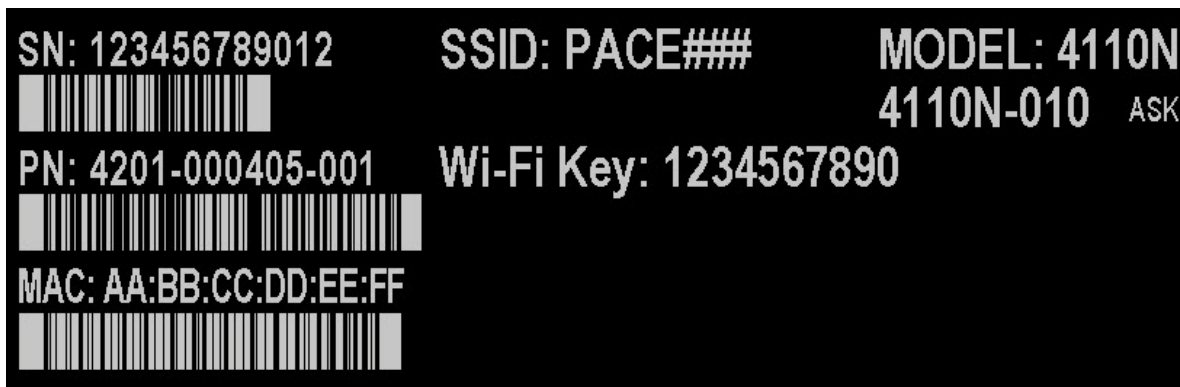 SN: 123456789012
PN: 4201-000405-001
MAC: AA:BB:CC:DD:EE:FF
SSID: PACE###
Wi-Fi Key: 1234567890
MODEL: 4110N
4110N-010 ASK